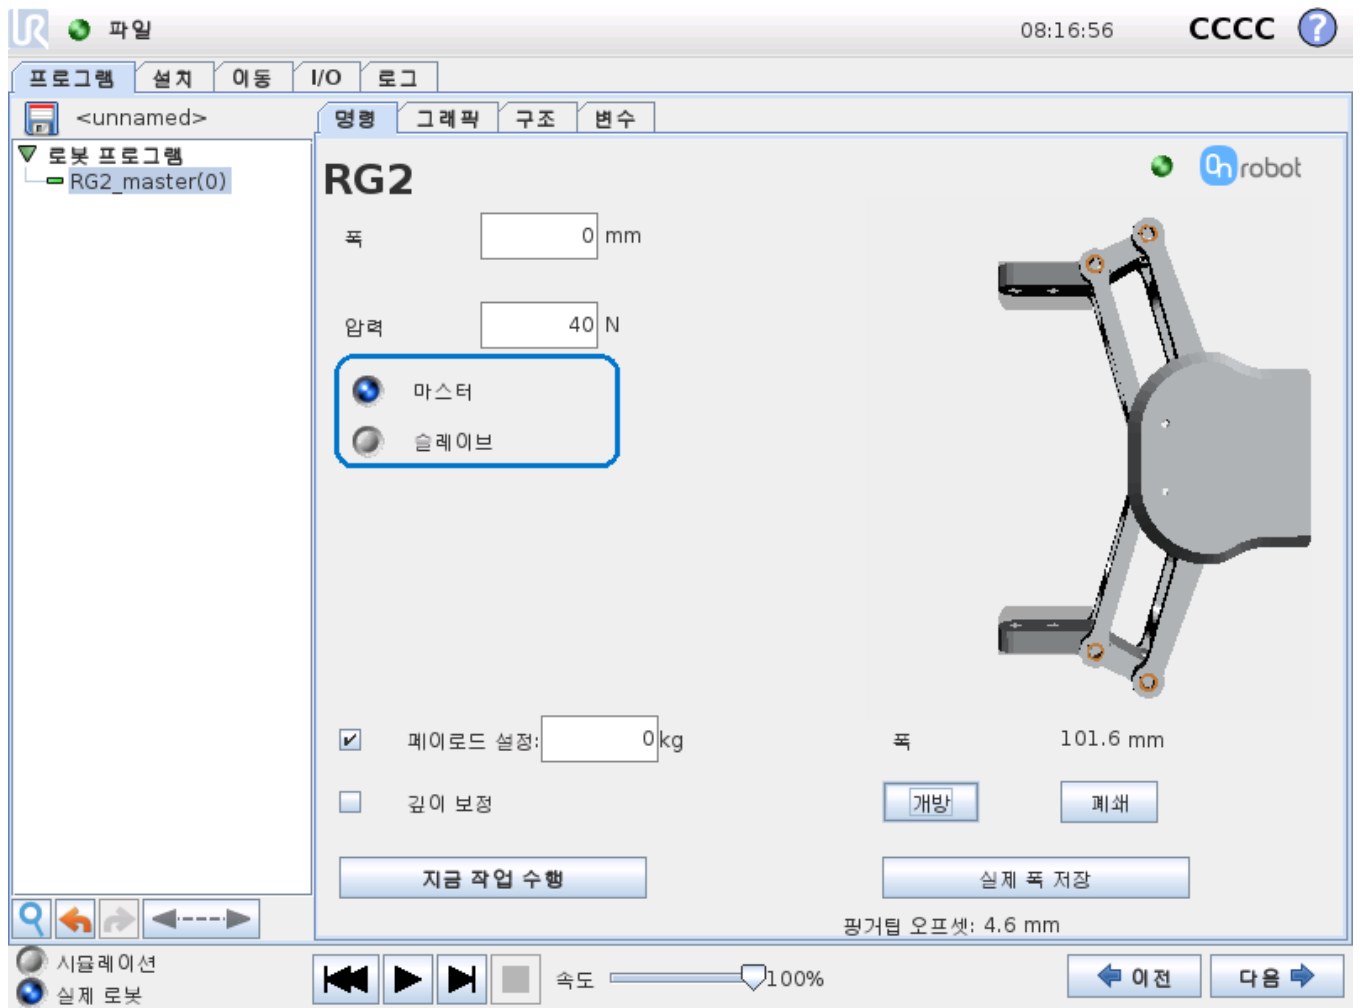 UR 파일 08:16:56 CCCC ?
프로그램 설치 이동 I/O 로그
<unnamed> 명령 그래픽 구조 변수
로봇 프로그램
RG2_master(0)
RG2
On robot
폭 0 mm
압력 40 N
마스터
슬레이브
페이로드 설정: 0 kg 폭 101.6 mm
깊이 보정 개방 폐쇄
지금 작업 수행 실제 폭 저장
핑거팁 오프셋: 4.6 mm
시뮬레이션
실제 로봇
속도 100% 이전 다음